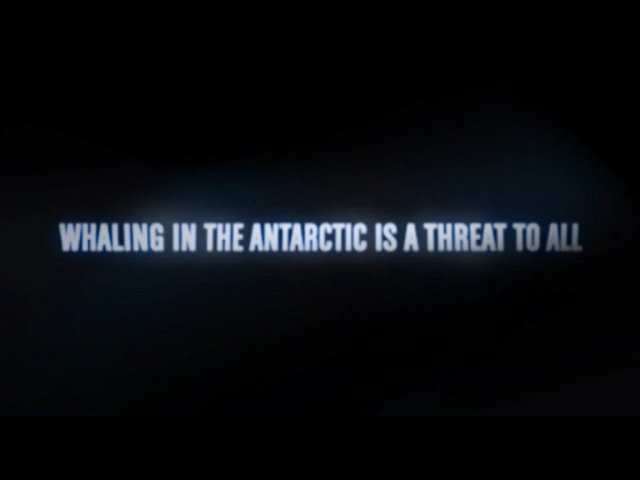 WHALING IN THE ANTARCTIC IS A THREAT TO ALL